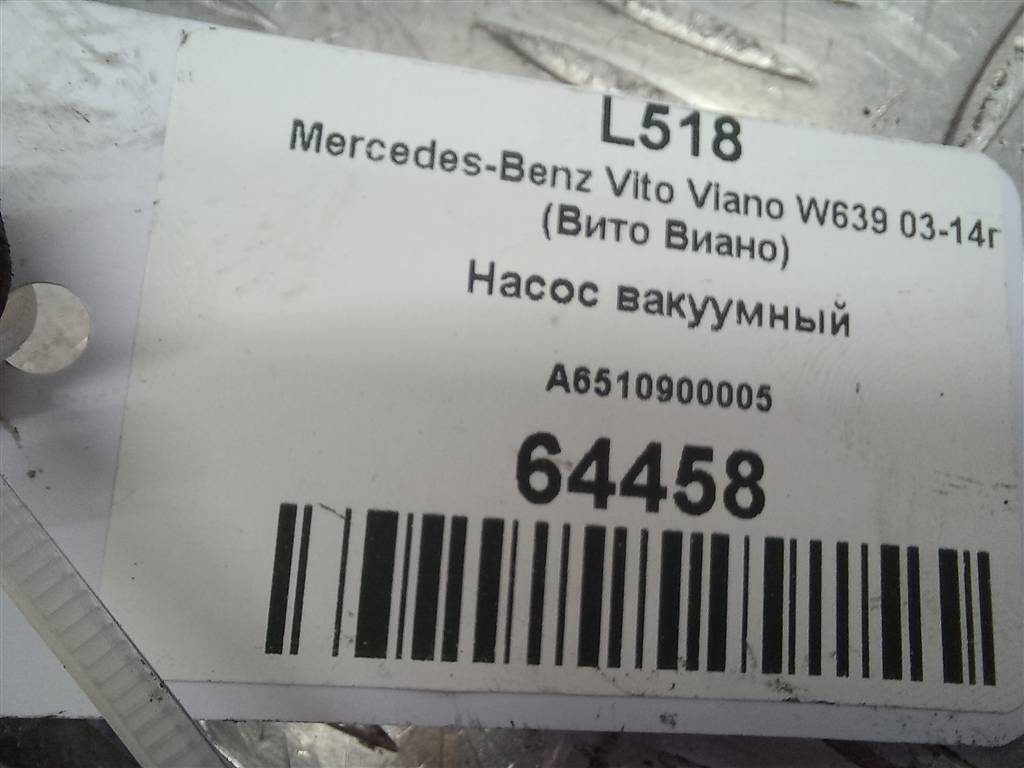 L518
Mercedes-Benz Vito Viano W639 03-14г
(Вито Виано)
Насос вакуумный
A6510900005
64458